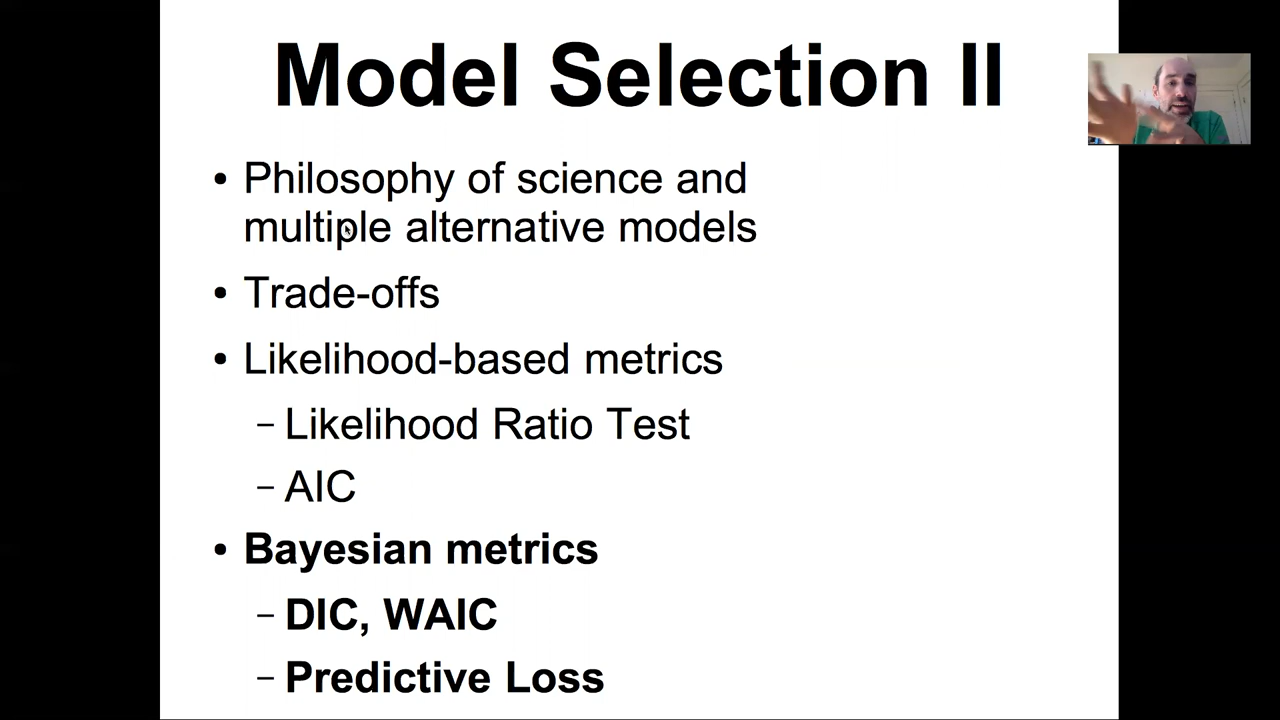 Model Selection II
• Philosophy of science and
multiple alternative models
• Trade-offs
• Likelihood-based metrics
– Likelihood Ratio Test
– AIC
• Bayesian metrics
– DIC, WAIC
– Predictive Loss